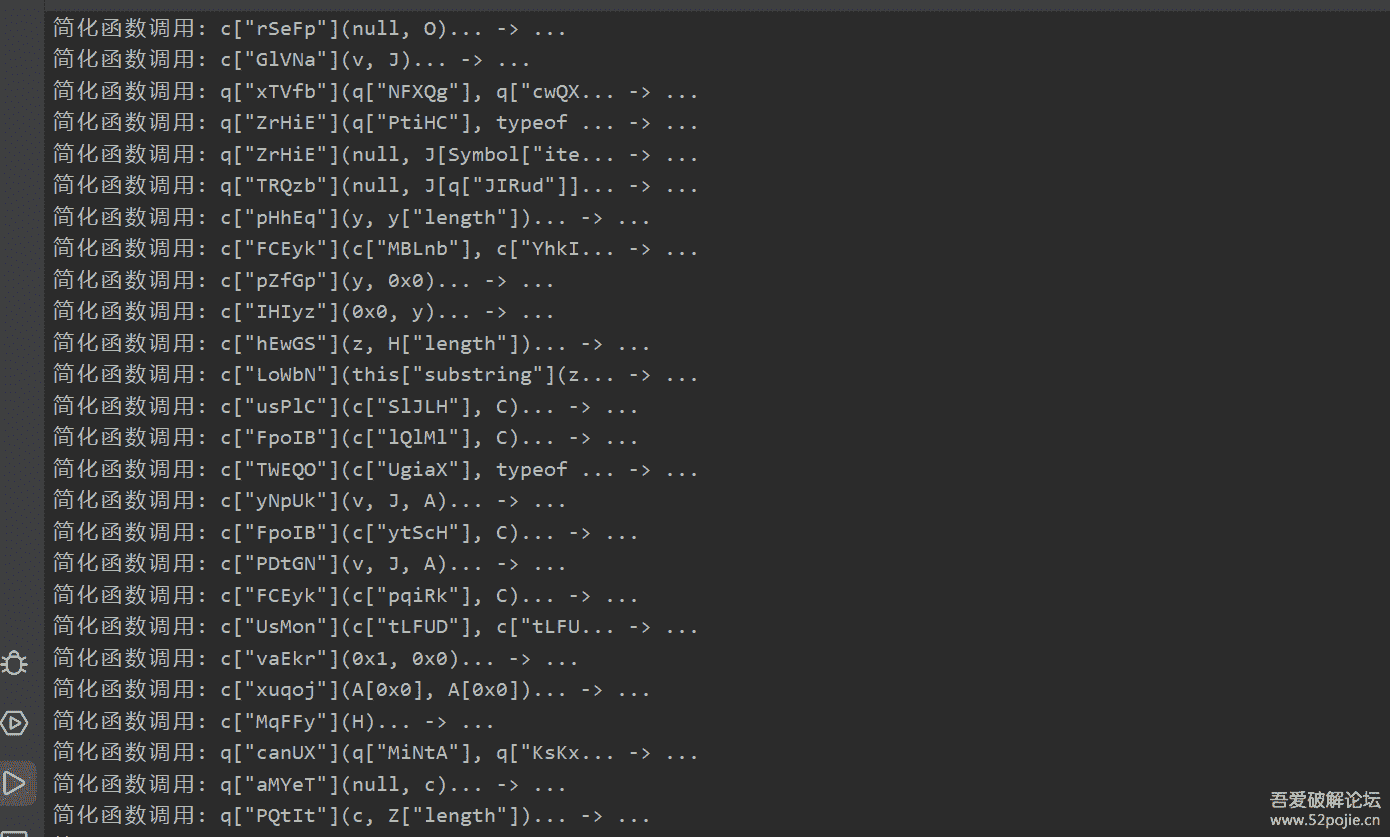 简化函数调用: c["rSeFp"](null, O)... -> ...
简化函数调用: c["GlVNa"](v, J)... -> ...
简化函数调用: q["xTVfb"](q["NFXQg"], q["cwQX... -> ...
简化函数调用: q["ZrHiE"](q["PtiHC"], typeof ... -> ...
简化函数调用: q["ZrHiE"](null, J[Symbol["ite... -> ...
简化函数调用: q["TRQzb"](null, J[q["JIRud"]]... -> ...
简化函数调用: c["pHhEq"](y, y["length"])... -> ...
简化函数调用: c["FCEyk"](c["MBLnb"], c["YhkI... -> ...
简化函数调用: c["pZfGp"](y, 0x0)... -> ...
简化函数调用: c["IHIyz"](0x0, y)... -> ...
简化函数调用: c["hEwGS"](z, H["length"])... -> ...
简化函数调用: c["LoWbN"](this["substring"](z... -> ...
简化函数调用: c["usPlC"](c["SlJLH"], C)... -> ...
简化函数调用: c["FpoIB"](c["lQlMl"], C)... -> ...
简化函数调用: c["TWEQO"](c["UgiaX"], typeof ... -> ...
简化函数调用: c["yNpUk"](v, J, A)... -> ...
简化函数调用: c["FpoIB"](c["ytScH"], C)... -> ...
简化函数调用: c["PDtGN"](v, J, A)... -> ...
简化函数调用: c["FCEyk"](c["pqiRk"], C)... -> ...
简化函数调用: c["UsMon"](c["tLFUD"], c["tLFU... -> ...
简化函数调用: c["vaEkr"](0x1, 0x0)... -> ...
简化函数调用: c["xuqoj"](A[0x0], A[0x0])... -> ...
简化函数调用: c["MqFFy"](H)... -> ...
简化函数调用: q["canUX"](q["MiNtA"], q["KsKx... -> ...
简化函数调用: q["aMYeT"](null, c)... -> ...
简化函数调用: q["PQtIt"](c, Z["length"])... -> ...
吾爱破解论坛
www.52pojie.cn